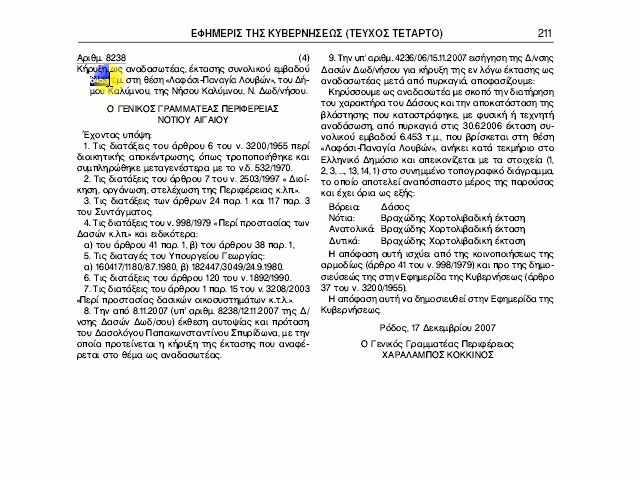 ΕΦΗΜΕΡΙΣ ΤΗΣ ΚΥΒΕΡΝΗΣΕΩΣ (ΤΕΥΧΟΣ ΤΕΤΑΡΤΟ) 211
Αριθμ. 8238 (4)
Κήρυξη ως αναδασωτέας, έκτασης συνολικού εμβαδού
τ.μ. στη θέση «Λαφάσι-Παναγία Λουβών», του Δή-
μου Καλύμνου, της Νήσου Καλύμνου, Ν. Δωδ/νήσου.
Ο ΓΕΝΙΚΟΣ ΓΡΑΜΜΑΤΕΑΣ ΠΕΡΙΦΕΡΕΙΑΣ
ΝΟΤΙΟΥ ΑΙΓΑΙΟΥ
Έχοντας υπόψη:
1. Τις διατάξεις του άρθρου 6 του ν. 3200/1955 περί
διοικητικής αποκέντρωσης, όπως τροποποιήθηκε και
συμπληρώθηκε μεταγενέστερα με το ν.δ. 532/1970.
2. Τις διατάξεις του άρθρου 7 του ν. 2503/1997 « Διοί-
κηση, οργάνωση, στελέχωση της Περιφέρειας κ.λπ».
3. Τις διατάξεις των άρθρων 24 παρ. 1 και 117 παρ. 3
του Συντάγματος.
4. Τις διατάξεις του ν. 998/1979 «Περί προστασίας των
Δασών κ.λπ» και ειδικότερα:
α) του άρθρου 41 παρ. 1, β) του άρθρου 38 παρ. 1,
5. Τις διαταγές του Υπουργείου Γεωργίας:
α) 160417/1180/8.7.1980, β) 182447/3049/24.9.1980.
6. Τις διατάξεις του άρθρου 120 του ν. 1892/1990.
7. Τις διατάξεις του άρθρου 1 παρ. 15 του ν. 3208/2003
«Περί προστασίας δασικών οικοσυστημάτων κ.τ.λ.».
8. Την από 8.11.2007 (υπ' αριθμ. 8238/12.11.2007 της Δ/
νσης Δασών Δωδ/σου) έκθεση αυτοψίας και πρόταση
του Δασολόγου Παπακωνσταντίνου Σπυρίδωνα, με την
οποία προτείνεται η κήρυξη της έκτασης που αναφέ-
ρεται στο θέμα ως αναδασωτέας.
9. Την υπ' αριθμ. 4236/06/15.11.2007 εισήγηση της Δ/νσης
Δασών Δωδ/νήσου για κήρυξη της εν λόγω έκτασης ως
αναδασωτέας μετά από πυρκαγιά, αποφασίζουμε:
Κηρύσσουμε ως αναδασωτέα με σκοπό την διατήρηση
του χαρακτήρα του Δάσους και την αποκατάσταση της
βλάστησης που καταστράφηκε, με φυσική ή τεχνητή
αναδάσωση, από πυρκαγιά στις 30.6.2006 έκταση συ-
νολικού εμβαδού 6.453 τ.μ., που βρίσκεται στη θέση
«Λαφάσι-Παναγία Λουβών», ανήκει κατά τεκμήριο στο
Ελληνικό Δημόσιο και απεικονίζεται με τα στοιχεία (1,
2, 3, ..., 13, 14, 1) στο συνημμένο τοπογραφικό διάγραμμα,
το οποίο αποτελεί αναπόσπαστο μέρος της παρούσας
και έχει όρια ως εξής:
Βόρεια: Δάσος
Νότια: Βραχώδης Χορτολιβαδική έκταση
Ανατολικά: Βραχώδης Χορτολιβαδική έκταση
Δυτικά: Βραχώδης Χορτολιβαδική έκταση
Η απόφαση αυτή ισχύει από της κοινοποιήσεως της
αρμοδίως (άρθρο 41 του ν. 998/1979) και προ της δημο-
σιεύσεώς της στην Εφημερίδα της Κυβερνήσεως (άρθρο
37 του ν. 3200/1955).
Η απόφαση αυτή να δημοσιευθεί στην Εφημερίδα της
Κυβερνήσεως.
Ρόδος, 17 Δεκεμβρίου 2007
Ο Γενικός Γραμματέας Περιφέρειας
ΧΑΡΑΛΑΜΠΟΣ ΚΟΚΚΙΝΟΣ